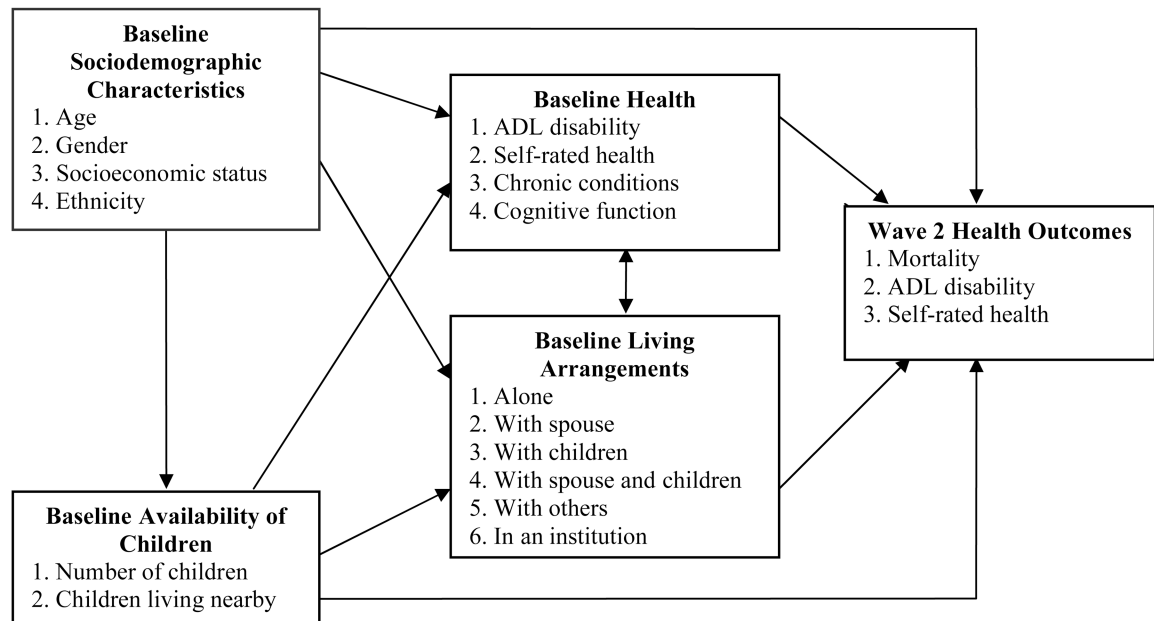 Baseline
Sociodemographic
Characteristics
1. Age
2. Gender
3. Socioeconomic status
4. Ethnicity
Baseline Health
1. ADL disability
2. Self-rated health
3. Chronic conditions
4. Cognitive function
Wave 2 Health Outcomes
1. Mortality
2. ADL disability
3. Self-rated health
Baseline Living
Arrangements
1. Alone
2. With spouse
3. With children
4. With spouse and children
5. With others
6. In an institution
Baseline Availability of
Children
1. Number of children
2. Children living nearby